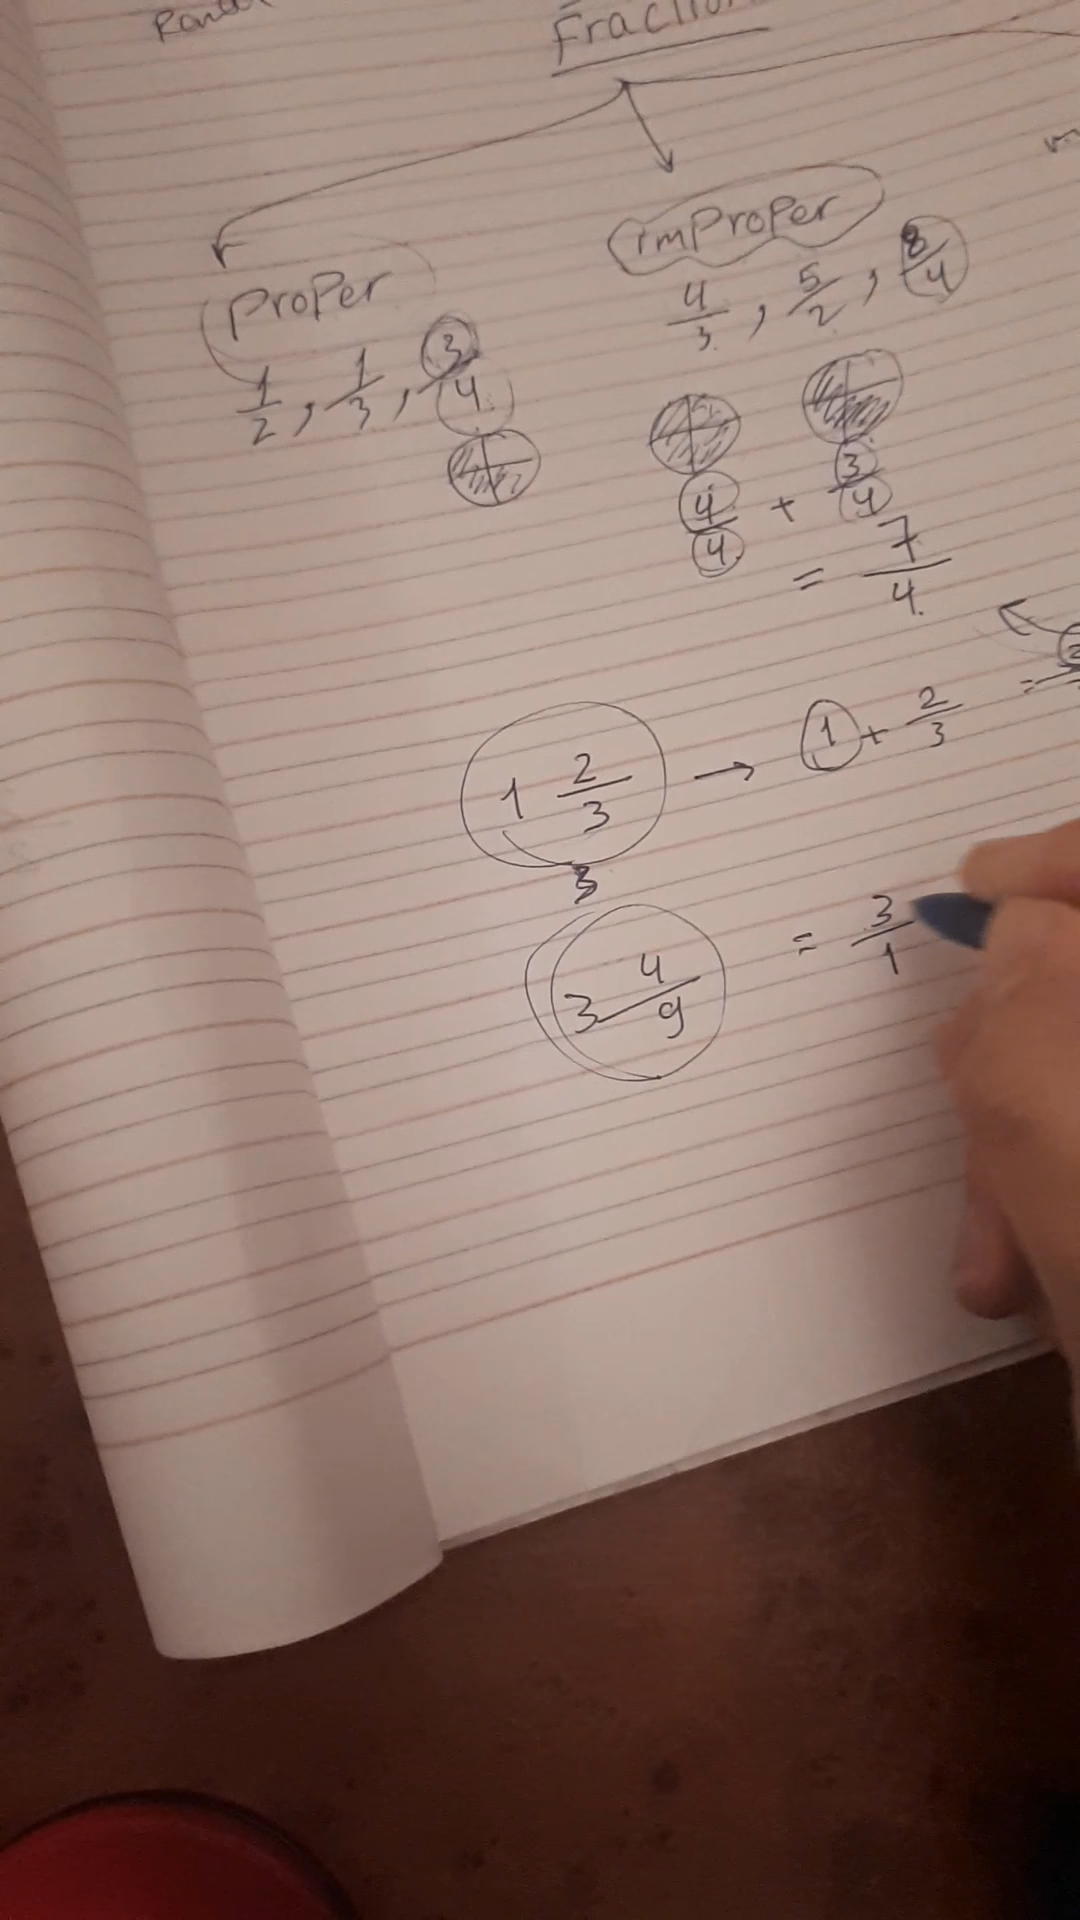 Fraction
Proper
improper
1/2, 1/3, 3/4
4/3, 5/2, 8/4
4/4 + 3/4
= 7/4
1 2/3 → 1 + 2/3 =
3
3 4/9 = 3/1